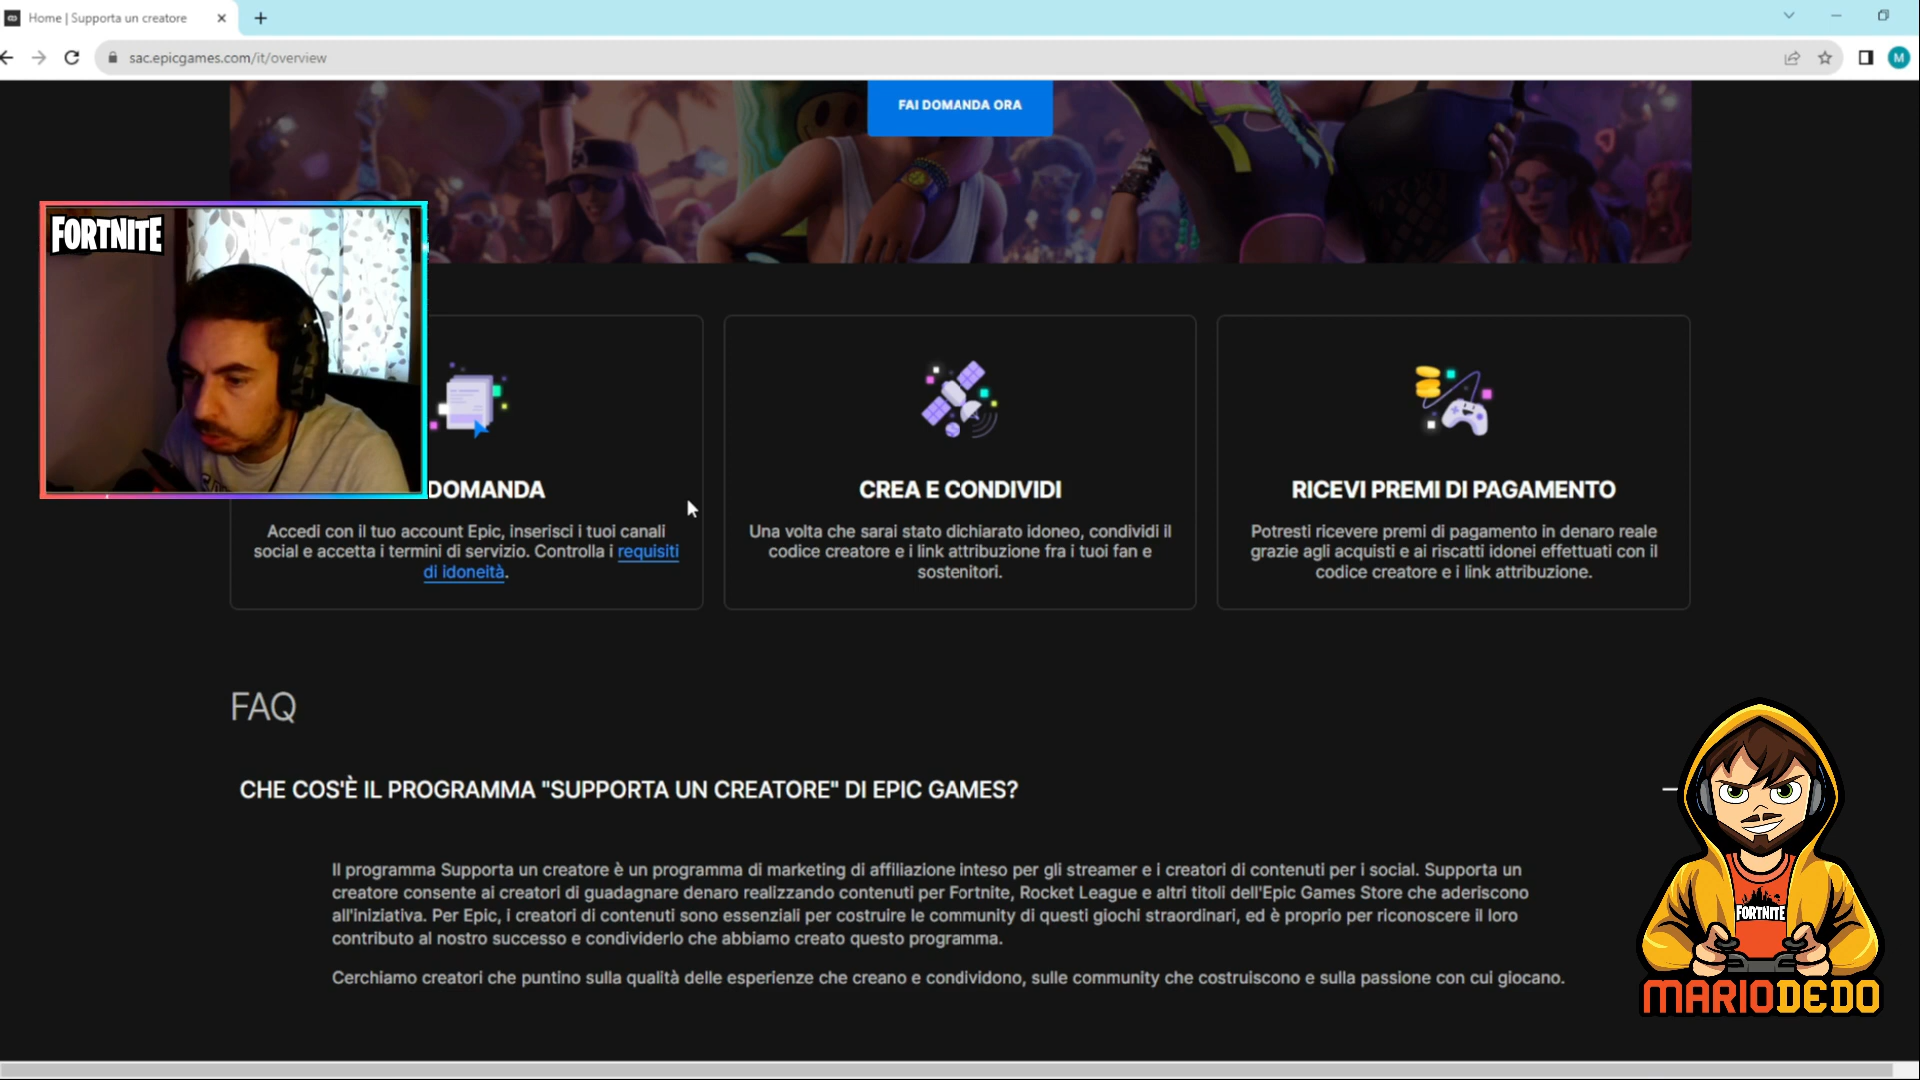 Home | Supporta un creatore
sac.epicgames.com/it/overview
M
FAI DOMANDA ORA
FORTNITE
DOMANDA
Accedi con il tuo account Epic, inserisci i tuoi canali
social e accetta i termini di servizio. Controlla i requisiti
di idoneità.
CREA E CONDIVIDI
Una volta che sarai stato dichiarato idoneo, condividi il
codice creatore e i link attribuzione fra i tuoi fan e
sostenitori.
RICEVI PREMI DI PAGAMENTO
Potresti ricevere premi di pagamento in denaro reale
grazie agli acquisti e ai riscatti idonei effettuati con il
codice creatore e i link attribuzione.
FAQ
CHE COS'È IL PROGRAMMA "SUPPORTA UN CREATORE" DI EPIC GAMES?
Il programma Supporta un creatore è un programma di marketing di affiliazione inteso per gli streamer e i creatori di contenuti per i social. Supporta un
creatore consente ai creatori di guadagnare denaro realizzando contenuti per Fortnite, Rocket League e altri titoli dell'Epic Games Store che aderiscono
all'iniziativa. Per Epic, i creatori di contenuti sono essenziali per costruire le community di questi giochi straordinari, ed è proprio per riconoscere il loro
contributo al nostro successo e condividerlo che abbiamo creato questo programma.
Cerchiamo creatori che puntino sulla qualità delle esperienze che creano e condividono, sulle community che costruiscono e sulla passione con cui giocano.
FORTNITE
MARIODEDO